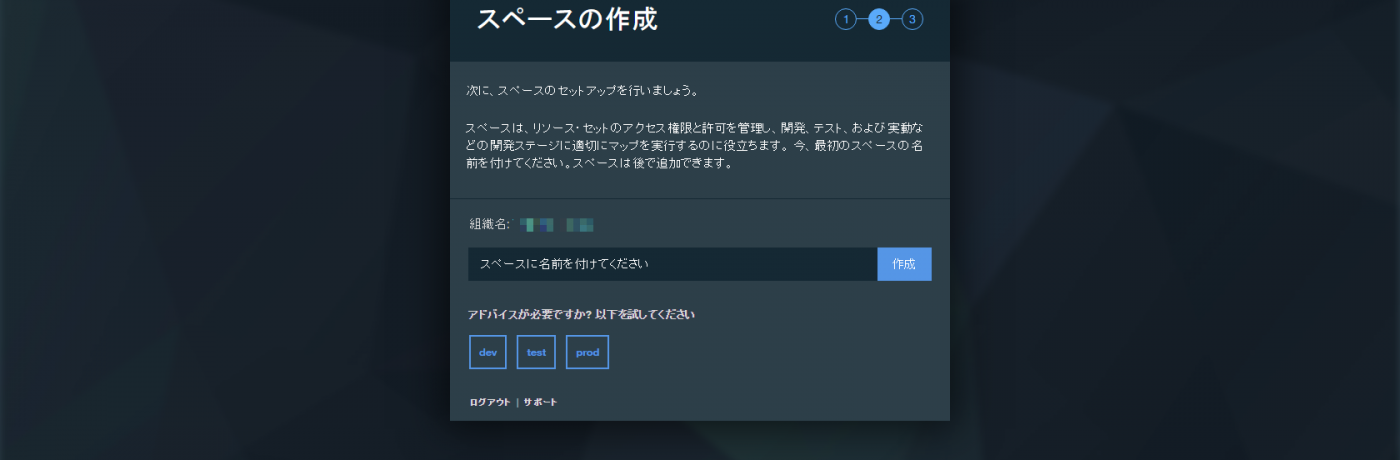 スペースの作成
1 2 3
次に、スペースのセットアップを行いましょう。
スペースは、リソース・セットのアクセス権限と許可を管理し、開発、テスト、および実動な
どの開発ステージに適切にマップを実行するのに役立ちます。今、最初のスペースの名
前を付けてください。スペースは後で追加できます。
組織名:
スペースに名前を付けてください 作成
アドバイスが必要ですか? 以下を試してください
dev test prod
ログアウト | サポート